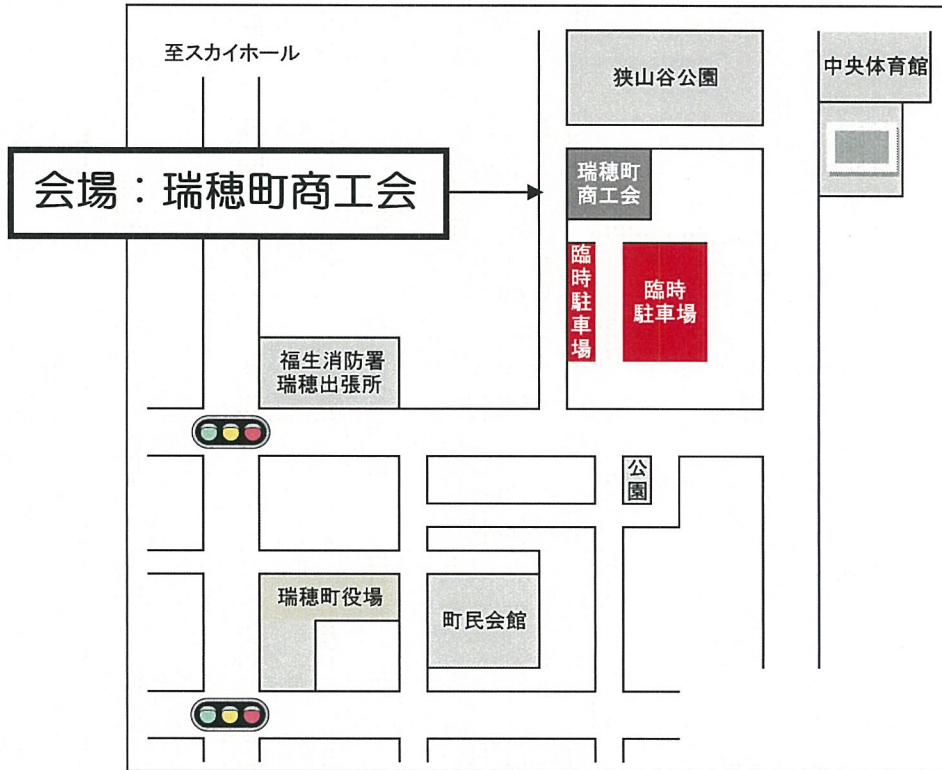 至スカイホール
狭山谷公園
中央体育館
会場：瑞穂町商工会
瑞穂町
商工会
臨時駐車場
臨時
駐車場
福生消防署
瑞穂出張所
公園
瑞穂町役場
町民会館